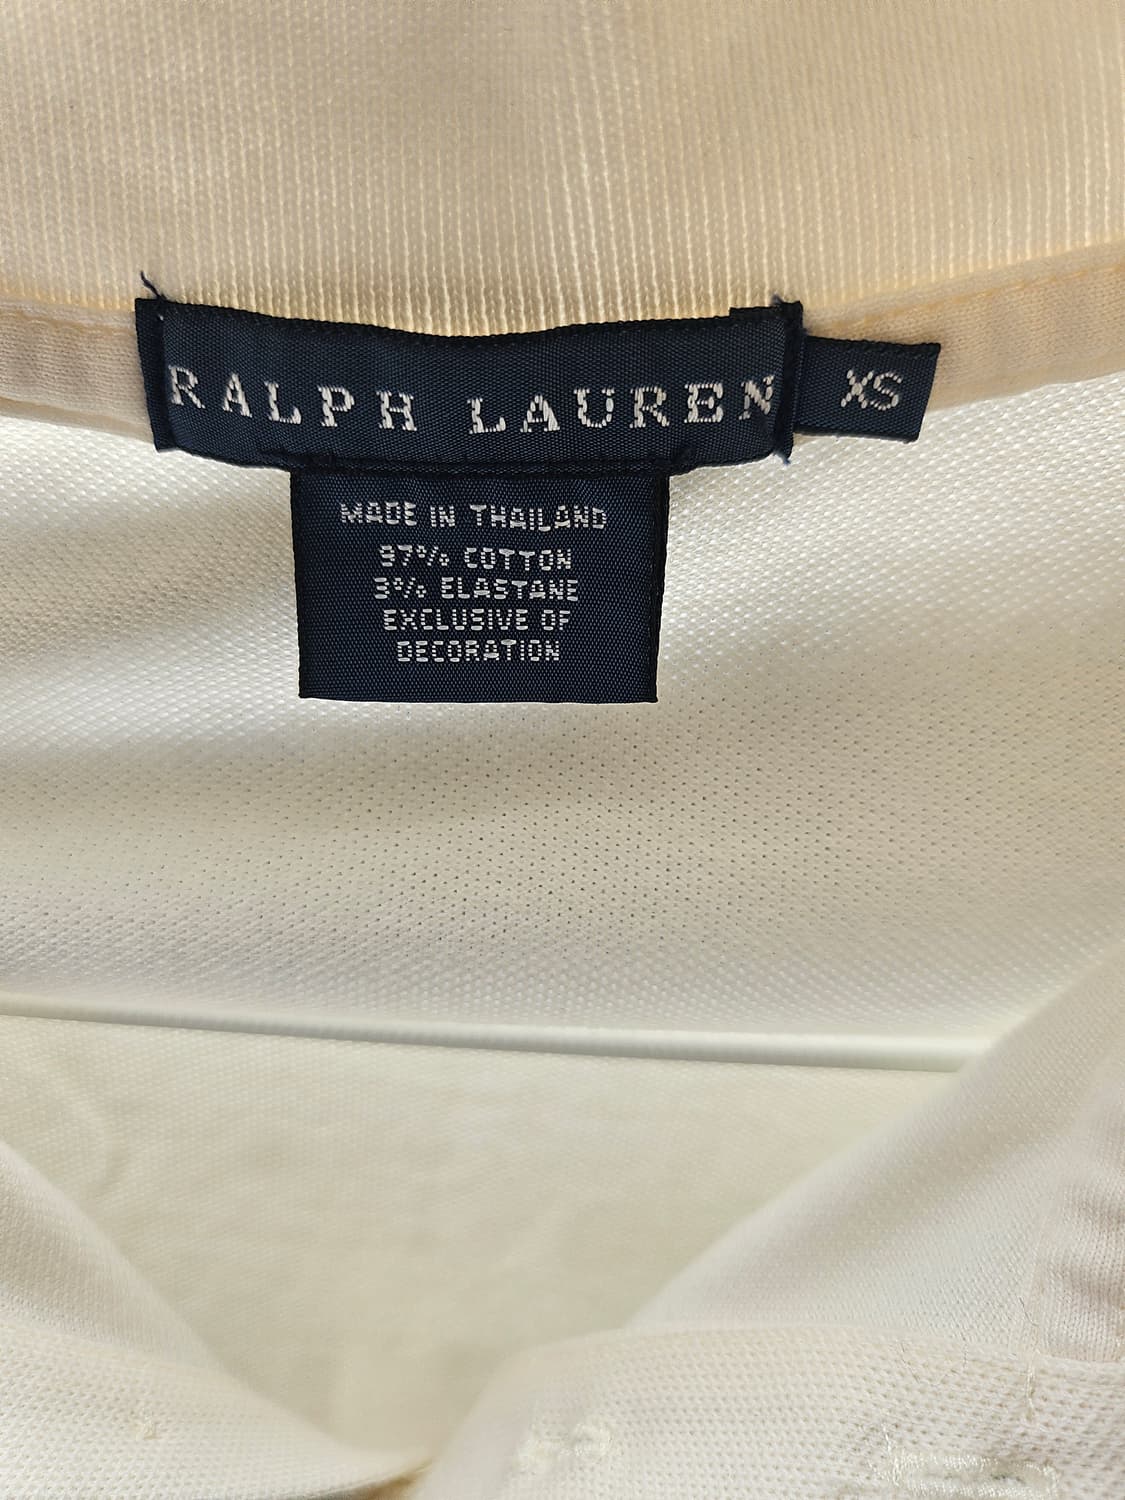 RALPH LAUREN
XS
MADE IN THAILAND
97% COTTON
3% ELASTANE
EXCLUSIVE OF
DECORATION